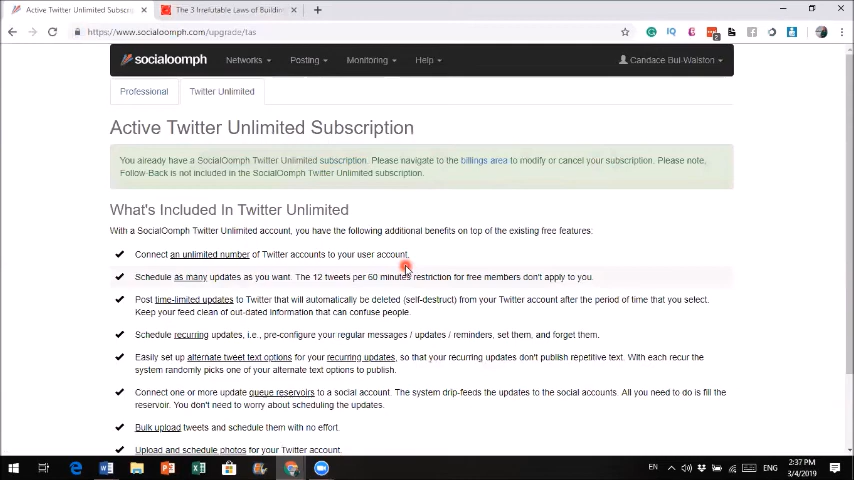 Active Twitter Unlimited Subscri
The 3 Irrefutable Laws of Building
https://www.socialoomph.com/upgrade/tas
socialoomph Networks Posting Monitoring Help Candace Bul-Walston
Professional Twitter Unlimited
Active Twitter Unlimited Subscription
You already have a SocialOomph Twitter Unlimited subscription. Please navigate to the billings area to modify or cancel your subscription. Please note,
Follow-Back is not included in the SocialOomph Twitter Unlimited subscription.
What's Included In Twitter Unlimited
With a SocialOomph Twitter Unlimited account, you have the following additional benefits on top of the existing free features:
Connect an unlimited number of Twitter accounts to your user account.
Schedule as many updates as you want. The 12 tweets per 60 minutes restriction for free members don't apply to you.
Post time-limited updates to Twitter that will automatically be deleted (self-destruct) from your Twitter account after the period of time that you select.
Keep your feed clean of out-dated information that can confuse people.
Schedule recurring updates, i.e., pre-configure your regular messages / updates / reminders, set them, and forget them.
Easily set up alternate tweet text options for your recurring updates, so that your recurring updates don't publish repetitive text. With each recur the
system randomly picks one of your alternate text options to publish.
Connect one or more update queue reservoirs to a social account. The system drip-feeds the updates to the social accounts. All you need to do is fill the
reservoir. You don't need to worry about scheduling the updates.
Bulk upload tweets and schedule them with no effort.
Upload and schedule photos for your Twitter account.
EN
ENG
2:37 PM
3/4/2019